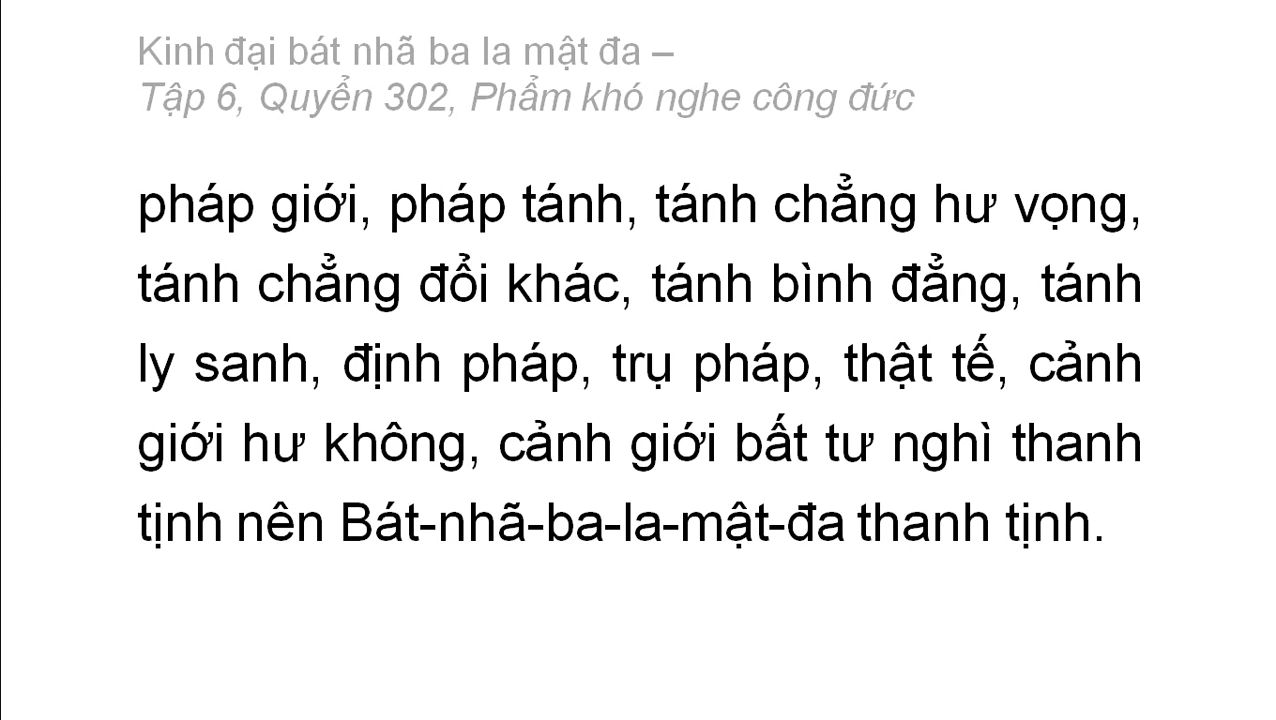 Kinh đại bát nhã ba la mật đa –
Tập 6, Quyển 302, Phẩm khó nghe công đức
pháp giới, pháp tánh, tánh chẳng hư vọng,
tánh chẳng đổi khác, tánh bình đẳng, tánh
ly sanh, định pháp, trụ pháp, thật tế, cảnh
giới hư không, cảnh giới bất tư nghì thanh
tịnh nên Bát-nhã-ba-la-mật-đa thanh tịnh.